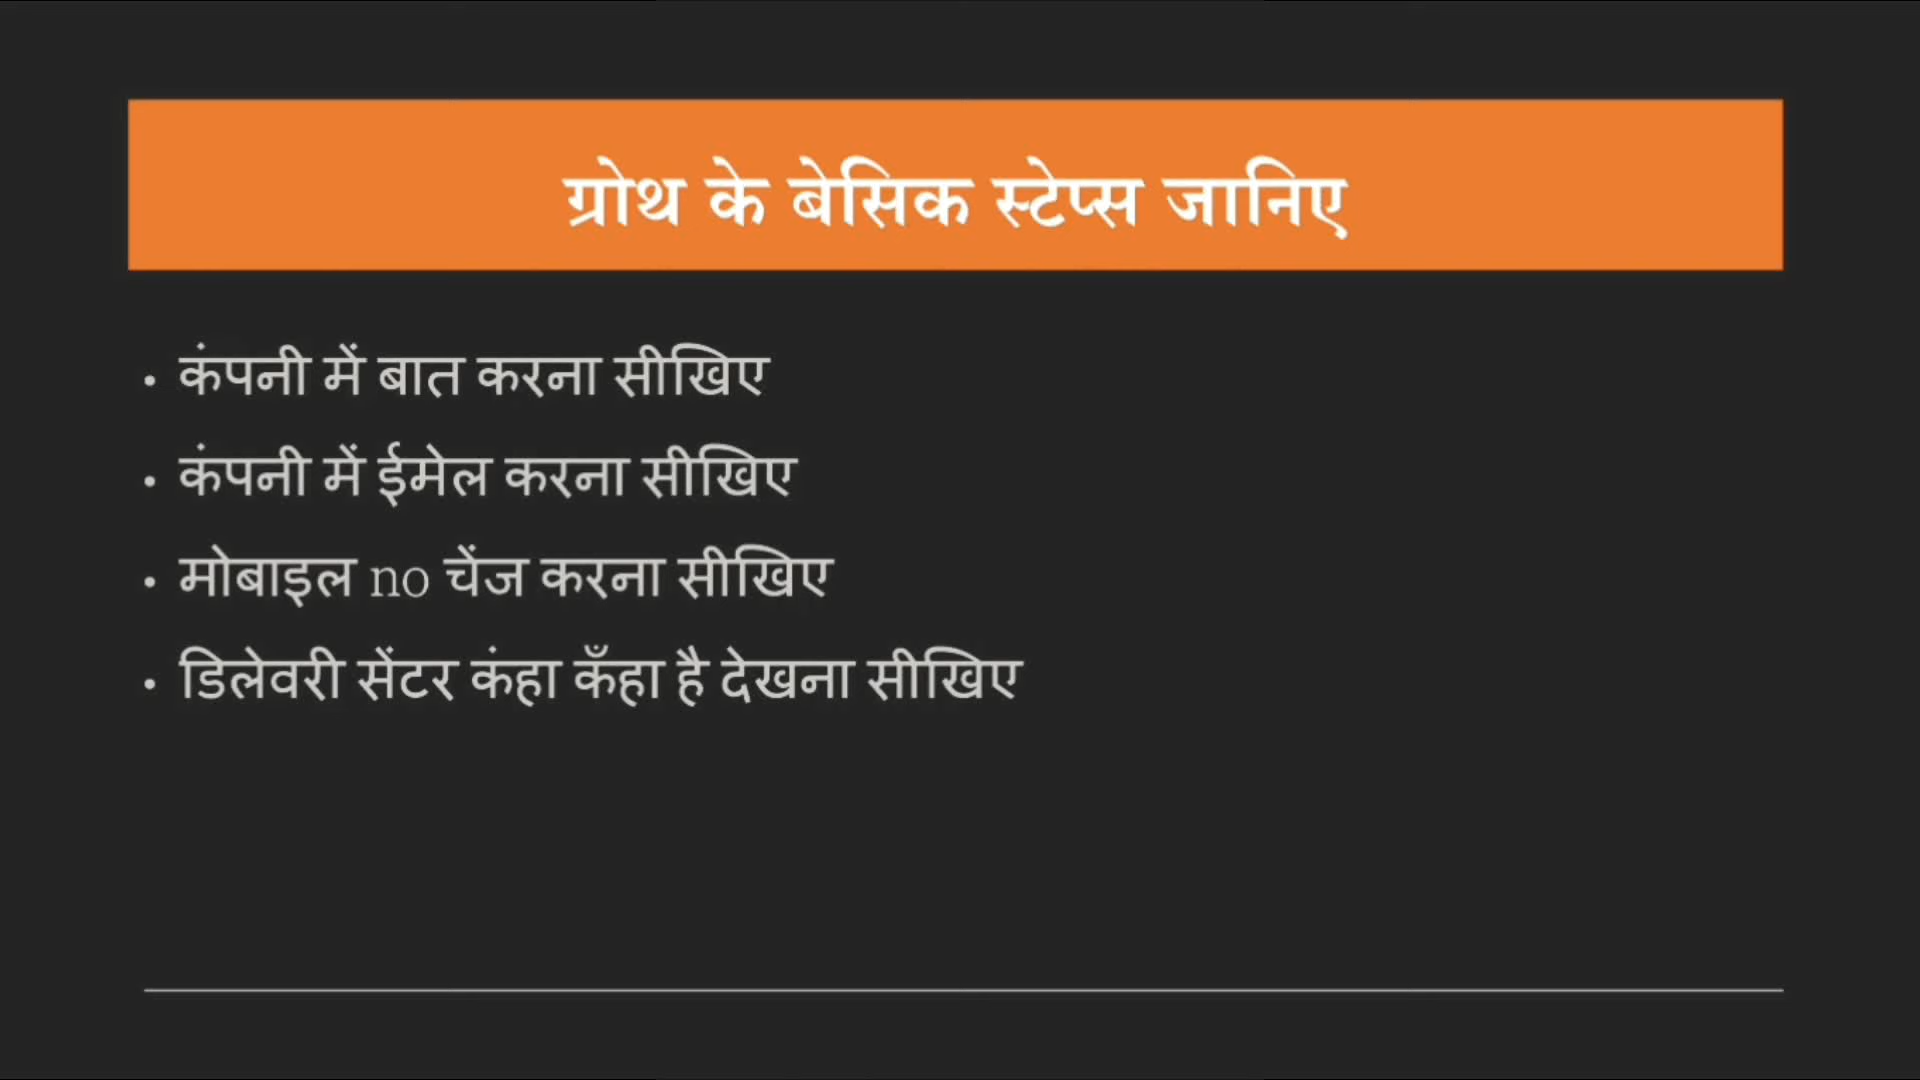 ग्रोथ के बेसिक स्टेप्स जानिए
• कंपनी में बात करना सीखिए
• कंपनी में ईमेल करना सीखिए
• मोबाइल no चेंज करना सीखिए
• डिलेवरी सेंटर कंहा कँहा है देखना सीखिए